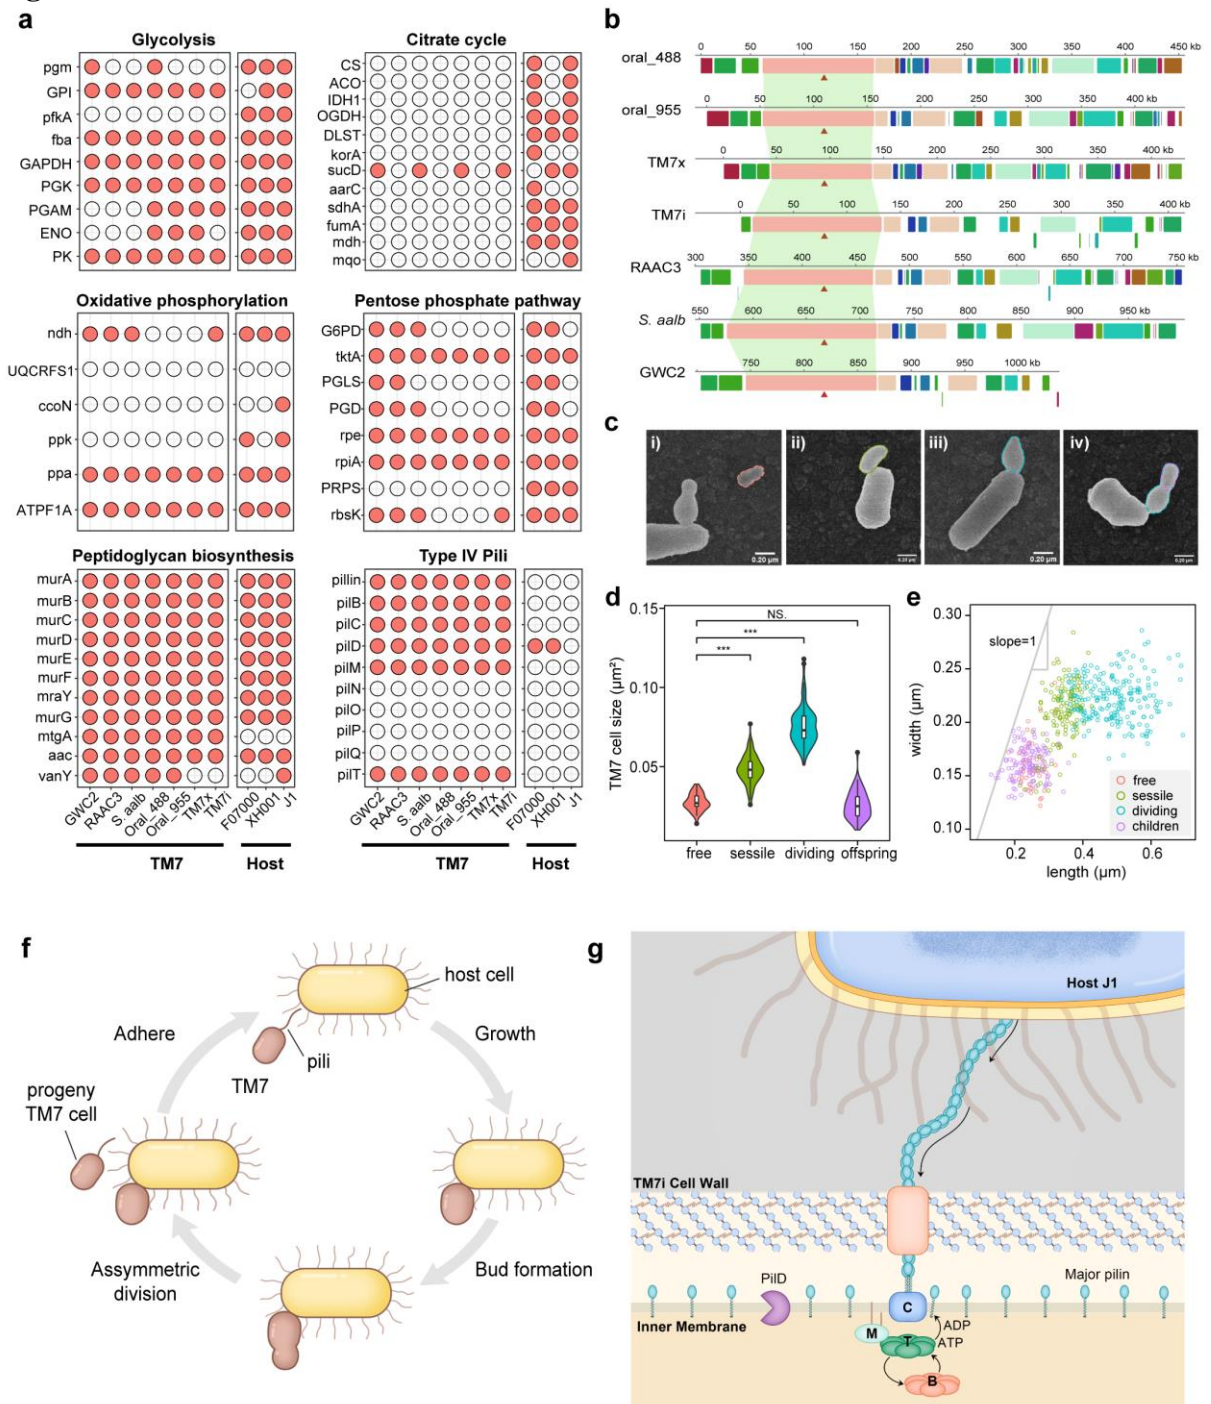 a
Glycolysis
pgm
GPI
pfkA
fba
GAPDH
PGK
PGAM
ENO
PK
Citrate cycle
CS
ACO
IDH1
OGDH
DLST
korA
sucD
aarC
sdhA
fumA
mdh
mqo
Oxidative phosphorylation
ndh
UQCRFS1
ccoN
ppk
ppa
ATPF1A
Pentose phosphate pathway
G6PD
tktA
PGLS
PGD
rpe
rpiA
PRPS
rbsK
Peptidoglycan biosynthesis
murA
murB
murC
murD
murE
murF
mraY
murG
mtgA
aac
vanY
GWC2
RAAC3
S_aalb
Oral_488
Oral_955
TM7x
TM7i
F07000
XH001
J1
TM7
Host
Type IV Pili
pillin
pilB
pilC
pilD
pilM
pilN
pilO
pilP
pilQ
pilT
GWC2
RAAC3
S_aalb
Oral_488
Oral_955
TM7X
TM7i
F07000
XH001
J1
TM7
Host
b
oral_488
0 50 100 150 200 250 300 350 400 450 kb
oral_955
0 50 100 150 200 250 300 350 400 kb
TM7x
0 50 100 150 200 250 300 350 400 kb
TM7i
0 50 100 150 200 250 300 350 400 kb
RAAC3
300 350 400 450 500 550 600 650 700 750 kb
S. aalb
550 600 650 700 750 800 850 900 950 kb
GWC2
750 800 850 900 950 1000 kb
c
i)
0.20 μm
ii)
0.20 μm
iii)
0.20 μm
iv)
0.20 μm
d
TM7 cell size (μm²)
0.15
0.10
0.05
NS.
***
***
free sessile dividing offspring
e
width (μm)
0.30
0.25
0.20
0.15
0.10
slope=1
free
sessile
dividing
children
0.2 0.4 0.6
length (μm)
f
host cell
Adhere
Growth
pili
TM7
progeny
TM7 cell
Assymmetric
division
Bud formation
g
Host J1
TM7i Cell Wall
PilD
Major pilin
C
Inner Membrane
ADP
M
T
ATP
B